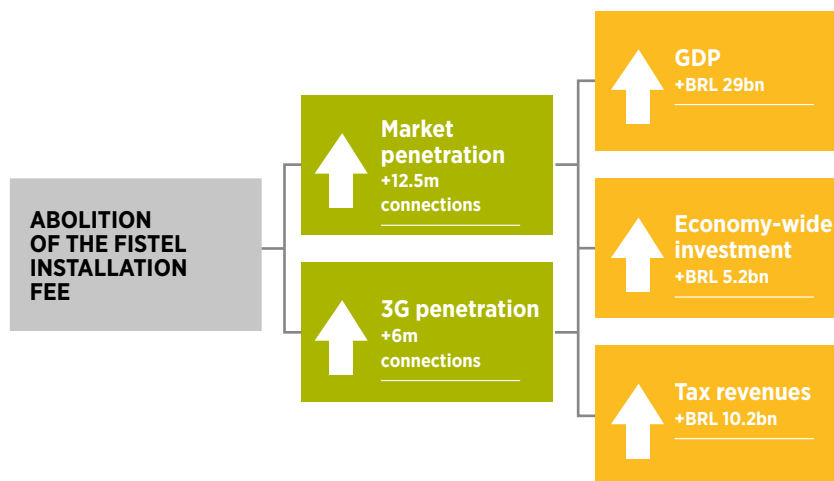 ABOLITION
OF THE FISTEL
INSTALLATION
FEE
Market
penetration
+12.5m
connections
3G penetration
+6m
connections
GDP
+BRL 29bn
Economy-wide
investment
+BRL 5.2bn
Tax revenues
+BRL 10.2bn